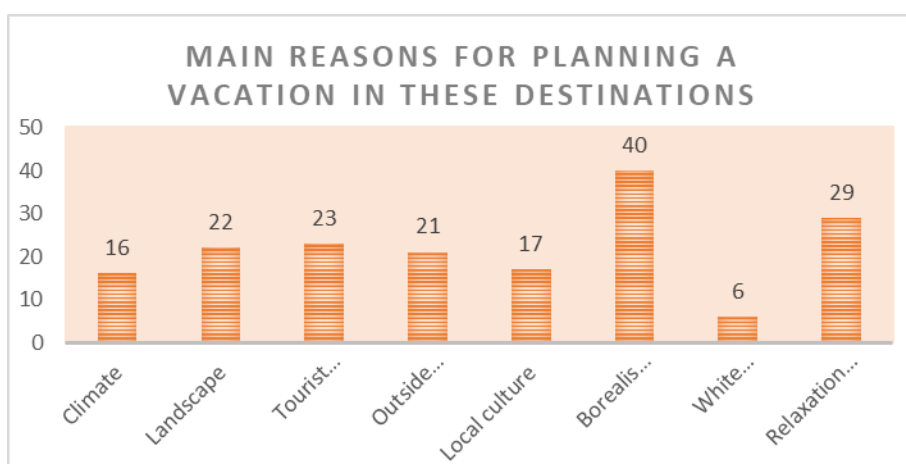 MAIN REASONS FOR PLANNING A
VACATION IN THESE DESTINATIONS
50
40
30
20
10
0
16
22
23
21
17
40
6
29
Climate
Landscape
Tourist...
Outside...
Local culture
Borealis...
White...
Relaxation...